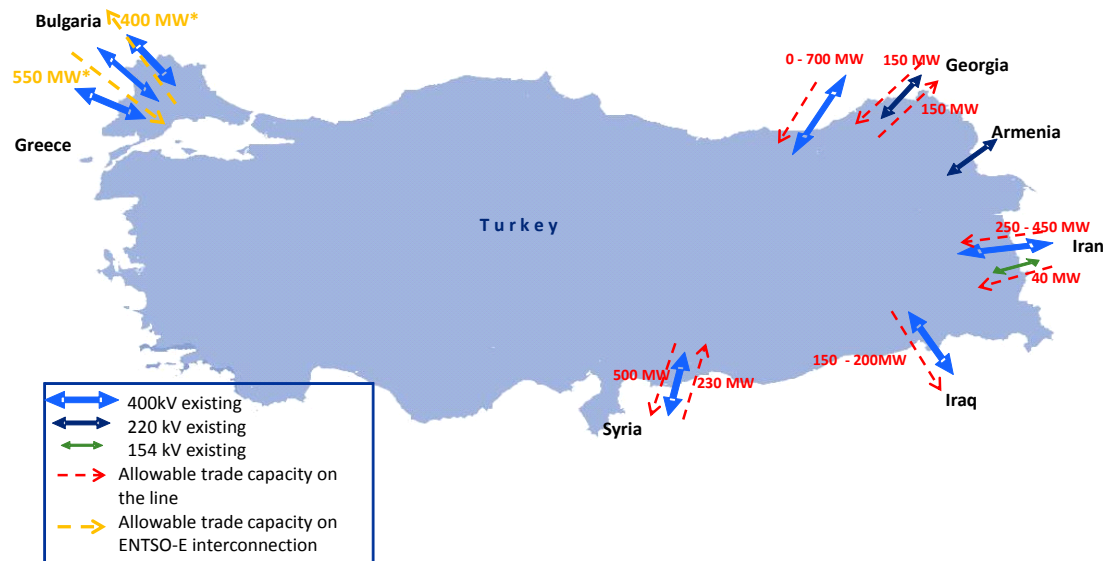 Bulgaria
400 MW*
550 MW*
Greece
0 - 700 MW
150 MW
Georgia
150 MW
Armenia
Turkey
250 - 450 MW
Iran
40 MW
150 - 200MW
Iraq
500 MW
230 MW
Syria
400kV existing
220 kV existing
154 kV existing
Allowable trade capacity on
the line
Allowable trade capacity on
ENTSO-E interconnection